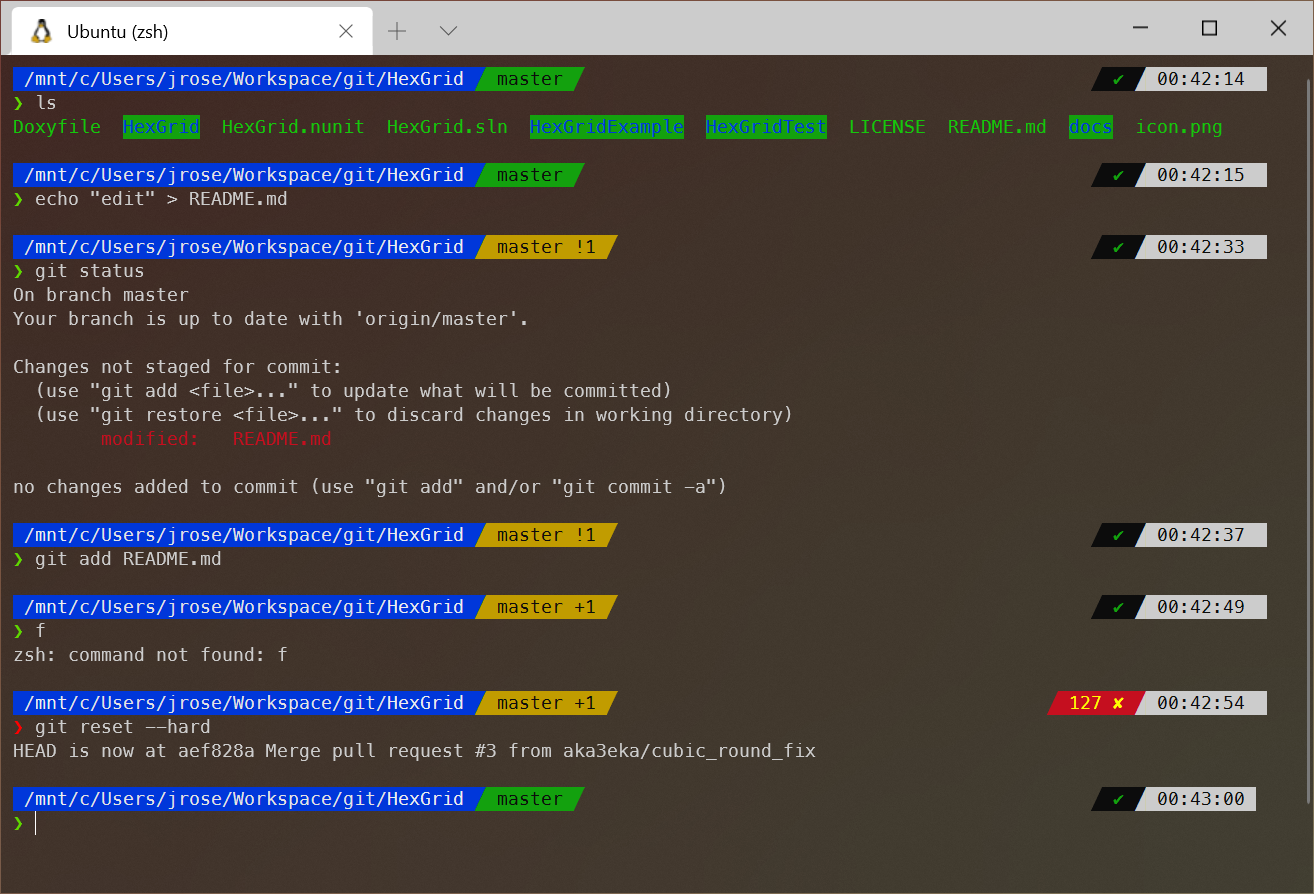 Ubuntu (zsh)
/mnt/c/Users/jrose/Workspace/git/HexGrid master ✔ 00:42:14
❯ ls
Doxyfile HexGrid HexGrid.nunit HexGrid.sln HexGridExample HexGridTest LICENSE README.md docs icon.png
/mnt/c/Users/jrose/Workspace/git/HexGrid master ✔ 00:42:15
❯ echo "edit" > README.md
/mnt/c/Users/jrose/Workspace/git/HexGrid master !1 ✔ 00:42:33
❯ git status
On branch master
Your branch is up to date with 'origin/master'.
Changes not staged for commit:
(use "git add <file>..." to update what will be committed)
(use "git restore <file>..." to discard changes in working directory)
modified: README.md
no changes added to commit (use "git add" and/or "git commit -a")
/mnt/c/Users/jrose/Workspace/git/HexGrid master !1 ✔ 00:42:37
❯ git add README.md
/mnt/c/Users/jrose/Workspace/git/HexGrid master +1 ✔ 00:42:49
❯ f
zsh: command not found: f
/mnt/c/Users/jrose/Workspace/git/HexGrid master +1 127 ✘ 00:42:54
❯ git reset --hard
HEAD is now at aef828a Merge pull request #3 from aka3eka/cubic_round_fix
/mnt/c/Users/jrose/Workspace/git/HexGrid master ✔ 00:43:00
❯